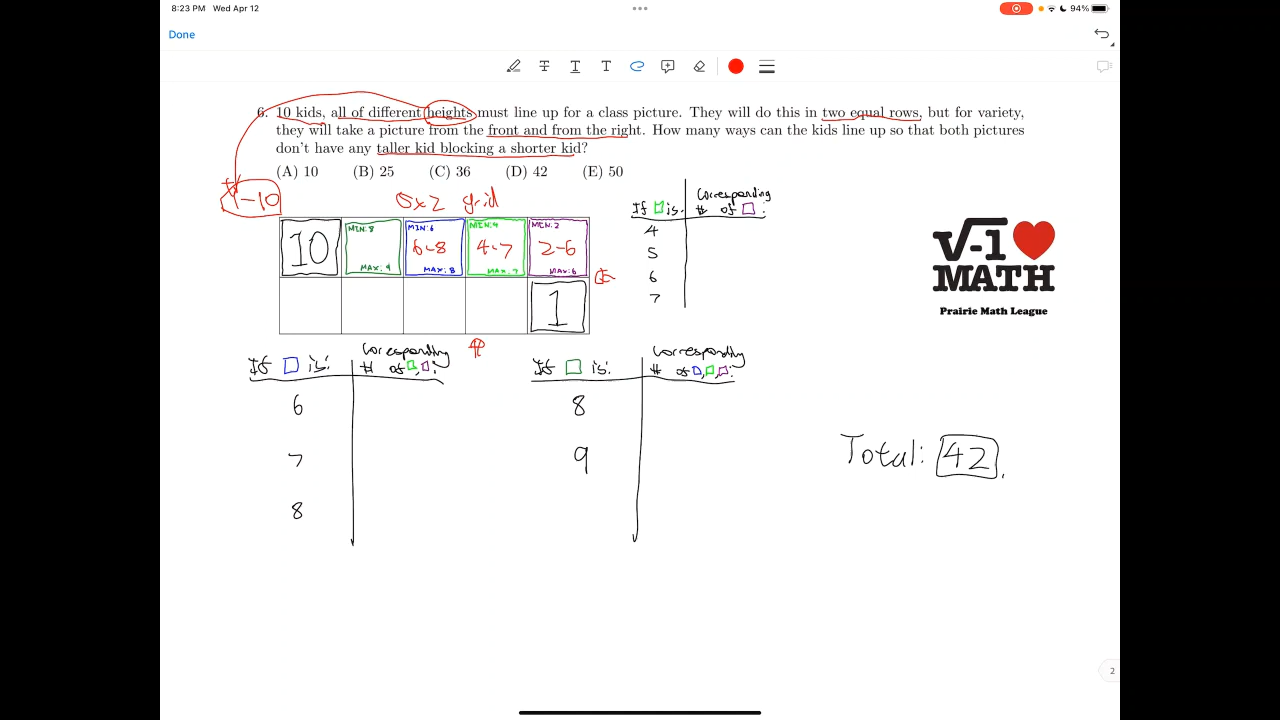 8:23 PM Wed Apr 12
94%
Done
6. 10 kids, all of different heights must line up for a class picture. They will do this in two equal rows, but for variety,
they will take a picture from the front and from the right. How many ways can the kids line up so that both pictures
don't have any taller kid blocking a shorter kid?
(A) 10 (B) 25 (C) 36 (D) 42 (E) 50
1-10
5x2 grid
10
MIN: 8
MAX: 9
MIN: 6
6-8
MAX: 8
MIN: 4
4-7
MAX: 7
MIN: 2
2-6
MAX: 6
1
If is: Corresponding # of :
4
5
6
7
√-1
MATH
Prairie Math League
If is: Corresponding # of , :
6
7
8
If is: Corresponding # of , , :
8
9
Total: 42.
2